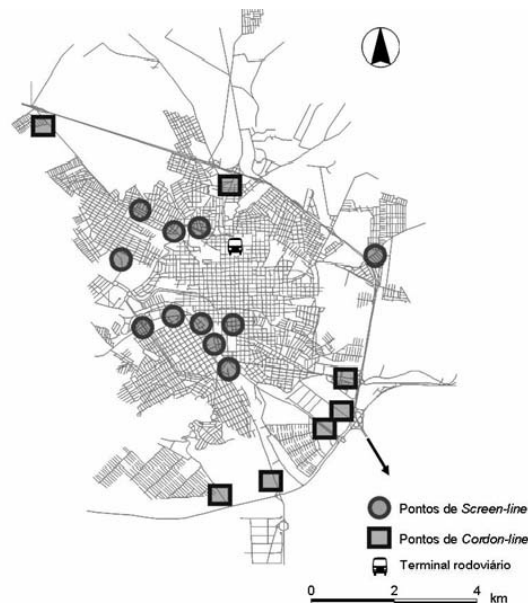 Pontos de Screen-line
Pontos de Cordon-line
Terminal rodoviário
0 2 4
km